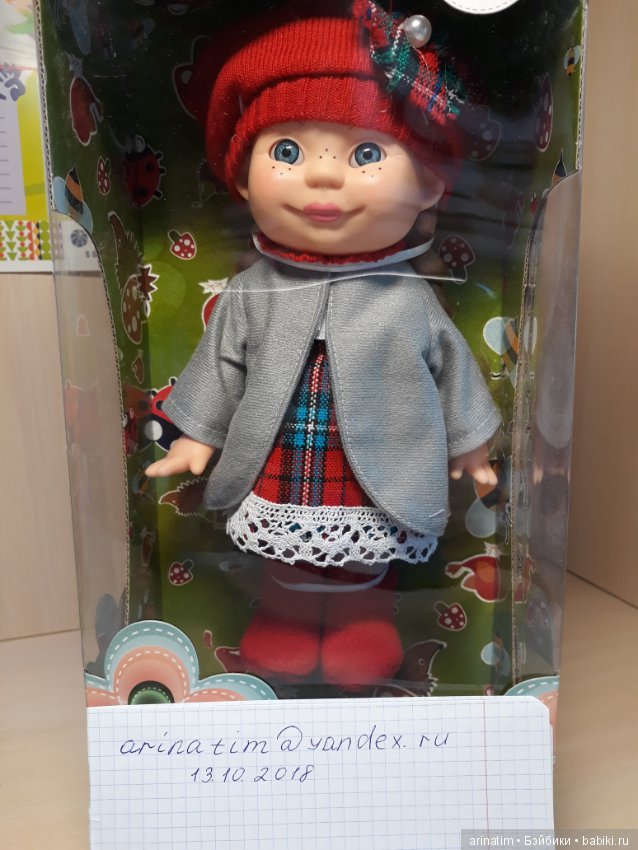 arinatim@yandex.ru
13.10.2018
arinatim • Бэйбики • babiki.ru